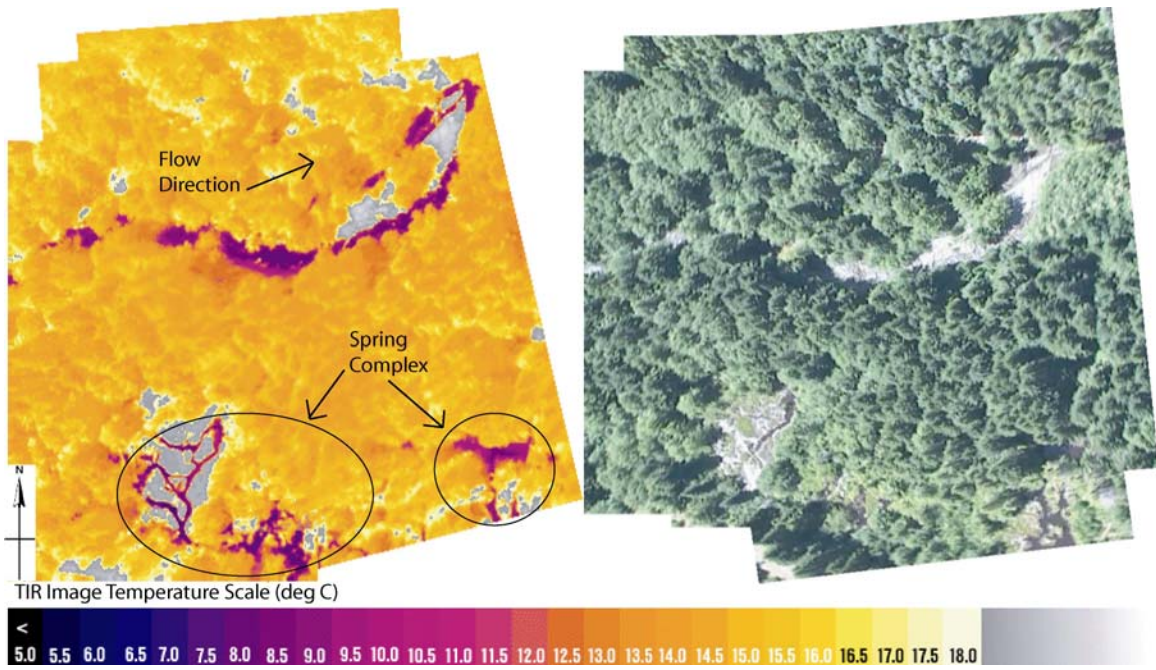 Flow
Direction
Spring
Complex
N
TIR Image Temperature Scale (deg C)
<
5.0 5.5 6.0 6.5 7.0 7.5 8.0 8.5 9.0 9.5 10.0 10.5 11.0 11.5 12.0 12.5 13.0 13.5 14.0 14.5 15.0 15.5 16.0 16.5 17.0 17.5 18.0